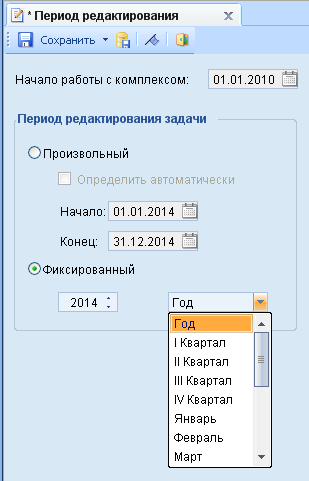 * Период редактирования x
Сохранить
Начало работы с комплексом: 01.01.2010
Период редактирования задачи
Произвольный
Определить автоматически
Начало: 01.01.2014
Конец: 31.12.2014
Фиксированный
2014 Год
Год
I Квартал
II Квартал
III Квартал
IV Квартал
Январь
Февраль
Март